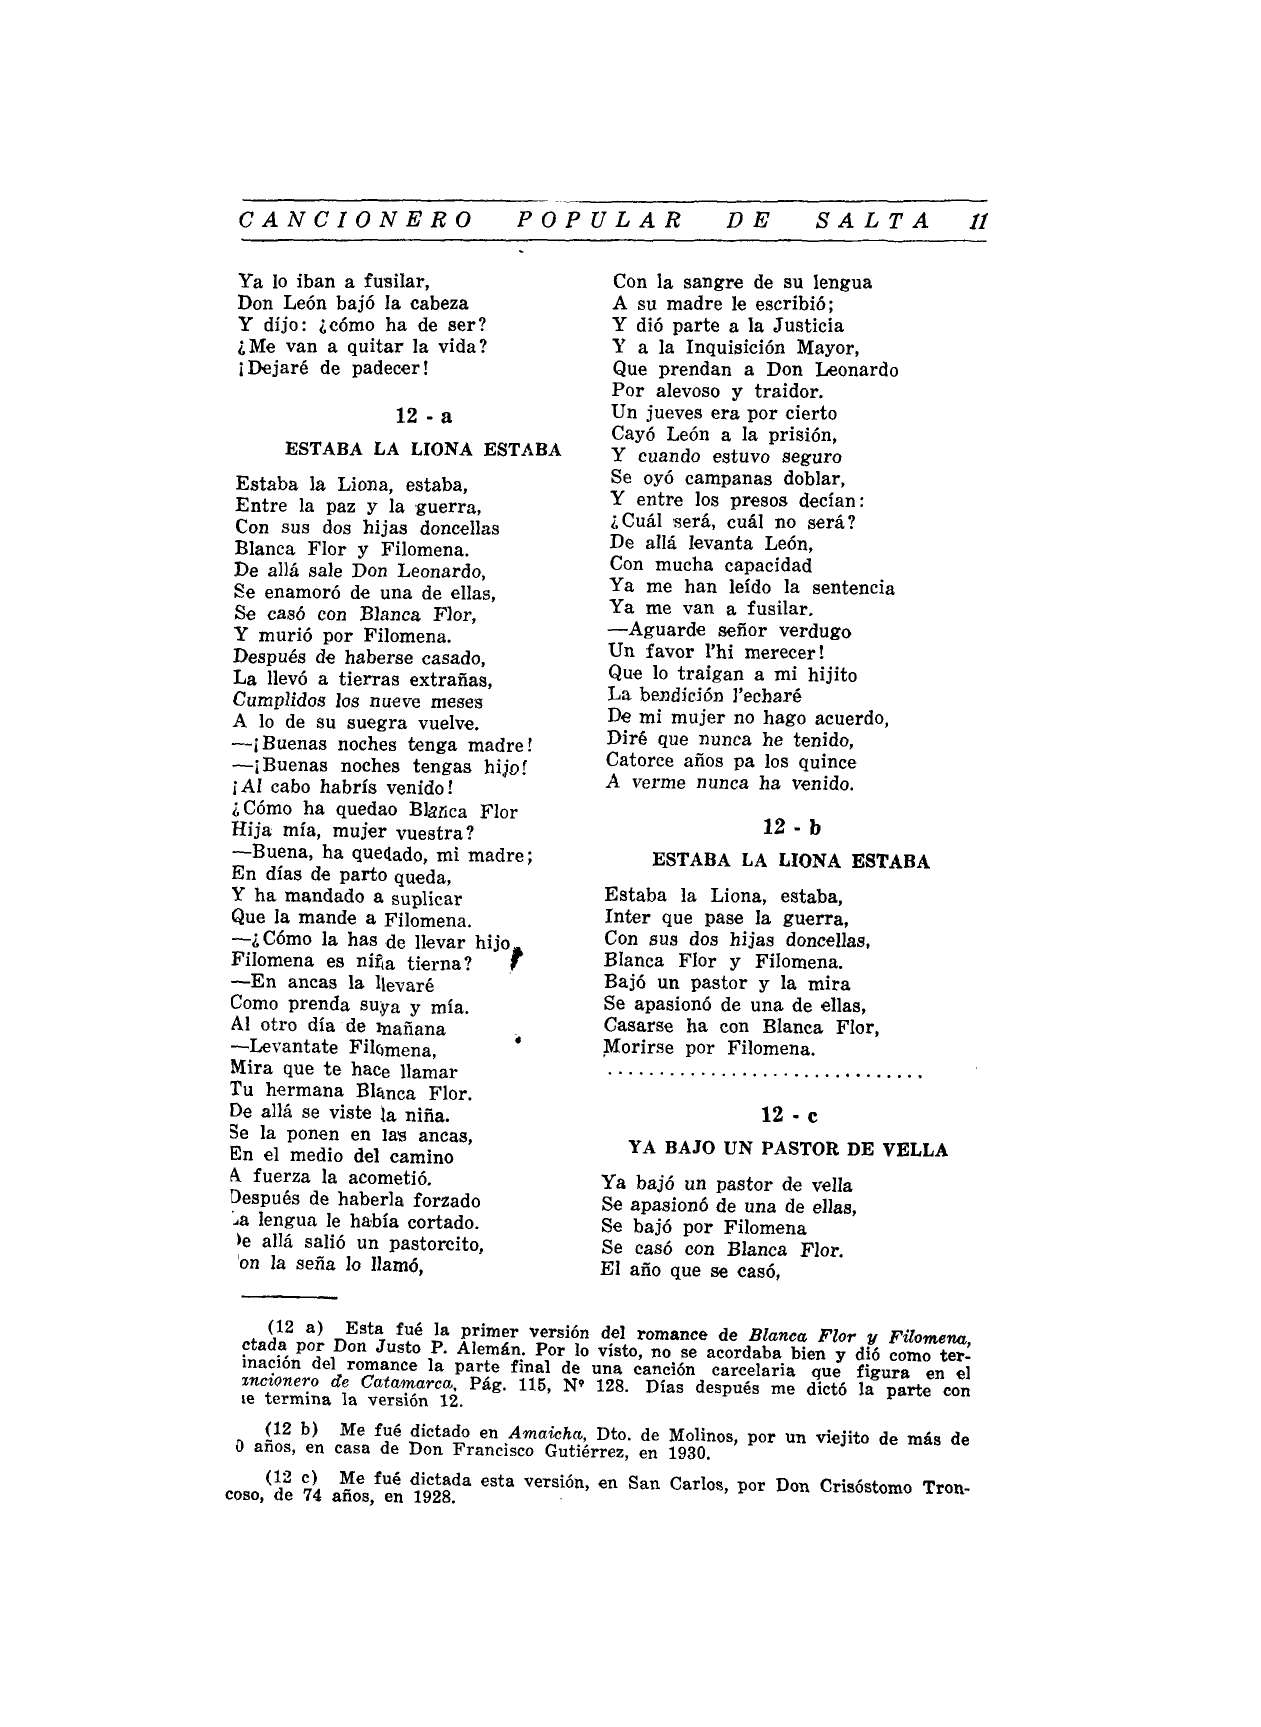 CANCIONERO POPULAR DE SALTA 11
Ya lo iban a fusilar,
Don León bajó la cabeza
Y dijo: ¿cómo ha de ser?
¿Me van a quitar la vida?
¡Dejaré de padecer!
12 - a
ESTABA LA LIONA ESTABA
Estaba la Liona, estaba,
Entre la paz y la guerra,
Con sus dos hijas doncellas
Blanca Flor y Filomena.
De allá sale Don Leonardo,
Se enamoró de una de ellas,
Se casó con Blanca Flor,
Y murió por Filomena.
Después de haberse casado,
La llevó a tierras extrañas,
Cumplidos los nueve meses
A lo de su suegra vuelve.
—¡Buenas noches tenga madre!
—¡Buenas noches tengas hijo!
¡Al cabo habrís venido!
¿Cómo ha quedao Blanca Flor
Hija mía, mujer vuestra?
—Buena, ha quedado, mi madre;
En días de parto queda,
Y ha mandado a suplicar
Que la mande a Filomena.
—¿Cómo la has de llevar hijo,
Filomena es niña tierna?
—En ancas la llevaré
Como prenda suya y mía.
Al otro día de mañana
—Levantate Filomena,
Mira que te hace llamar
Tu hermana Blanca Flor.
De allá se viste la niña.
Se la ponen en las ancas,
En el medio del camino
A fuerza la acometió.
Después de haberla forzado
a lengua le había cortado.
e allá salió un pastorcito,
on la seña lo llamó,
Con la sangre de su lengua
A su madre le escribió;
Y dió parte a la Justicia
Y a la Inquisición Mayor,
Que prendan a Don Leonardo
Por alevoso y traidor.
Un jueves era por cierto
Cayó León a la prisión,
Y cuando estuvo seguro
Se oyó campanas doblar,
Y entre los presos decían:
¿Cuál será, cuál no será?
De allá levanta León,
Con mucha capacidad
Ya me han leído la sentencia
Ya me van a fusilar.
—Aguarde señor verdugo
Un favor l'hi merecer!
Que lo traigan a mi hijito
La bendición l'echaré
De mi mujer no hago acuerdo,
Diré que nunca he tenido,
Catorce años pa los quince
A verme nunca ha venido.
12 - b
ESTABA LA LIONA ESTABA
Estaba la Liona, estaba,
Inter que pase la guerra,
Con sus dos hijas doncellas,
Blanca Flor y Filomena.
Bajó un pastor y la mira
Se apasionó de una de ellas,
Casarse ha con Blanca Flor,
Morirse por Filomena.
..............................
12 - c
YA BAJO UN PASTOR DE VELLA
Ya bajó un pastor de vella
Se apasionó de una de ellas,
Se bajó por Filomena
Se casó con Blanca Flor.
El año que se casó,
(12 a) Esta fué la primer versión del romance de Blanca Flor y Filomena,
ctada por Don Justo P. Alemán. Por lo visto, no se acordaba bien y dió como ter-
minación del romance la parte final de una canción carcelaria que figura en el
ancionero de Catamarca, Pág. 115, Nº 128. Días después me dictó la parte con
e termina la versión 12.
(12 b) Me fué dictado en Amaicha, Dto. de Molinos, por un viejito de más de
0 años, en casa de Don Francisco Gutiérrez, en 1930.
(12 c) Me fué dictada esta versión, en San Carlos, por Don Crisóstomo Tron-
coso, de 74 años, en 1928.